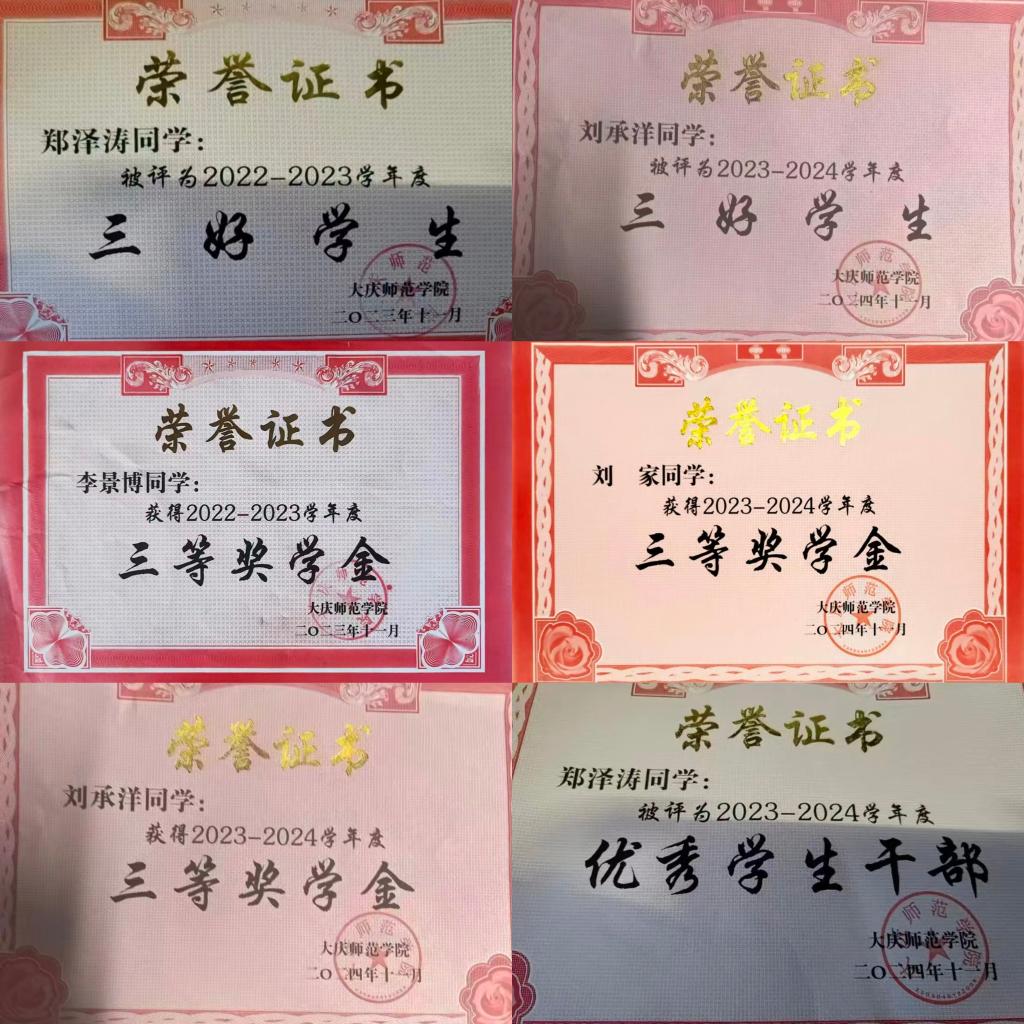 荣誉证书
郑泽涛同学：
被评为2022-2023学年度
三好学生
大庆师范学院
二〇二三年十一月
荣誉证书
刘承洋同学：
被评为2023-2024学年度
三好学生
大庆师范学院
二〇二四年十一月
荣誉证书
李景博同学：
获得2022-2023学年度
三等奖学金
大庆师范学院
二〇二三年十一月
荣誉证书
刘　家同学：
获得2023-2024学年度
三等奖学金
大庆师范学院
二〇二四年十一月
荣誉证书
刘承洋同学：
获得2023-2024学年度
三等奖学金
大庆师范学院
二〇二四年十一月
荣誉证书
郑泽涛同学：
被评为2023-2024学年度
优秀学生干部
大庆师范学院
二〇二四年十一月